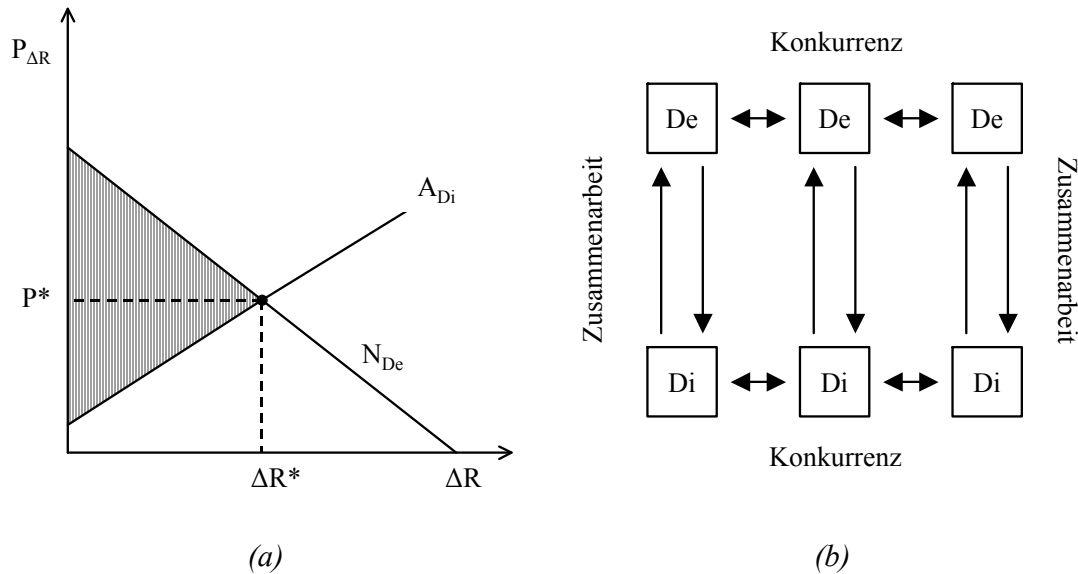 P_ΔR
A_Di
P*
N_De
ΔR*
ΔR
(a)
Konkurrenz
De
De
De
Zusammenarbeit
Zusammenarbeit
Di
Di
Di
Konkurrenz
(b)